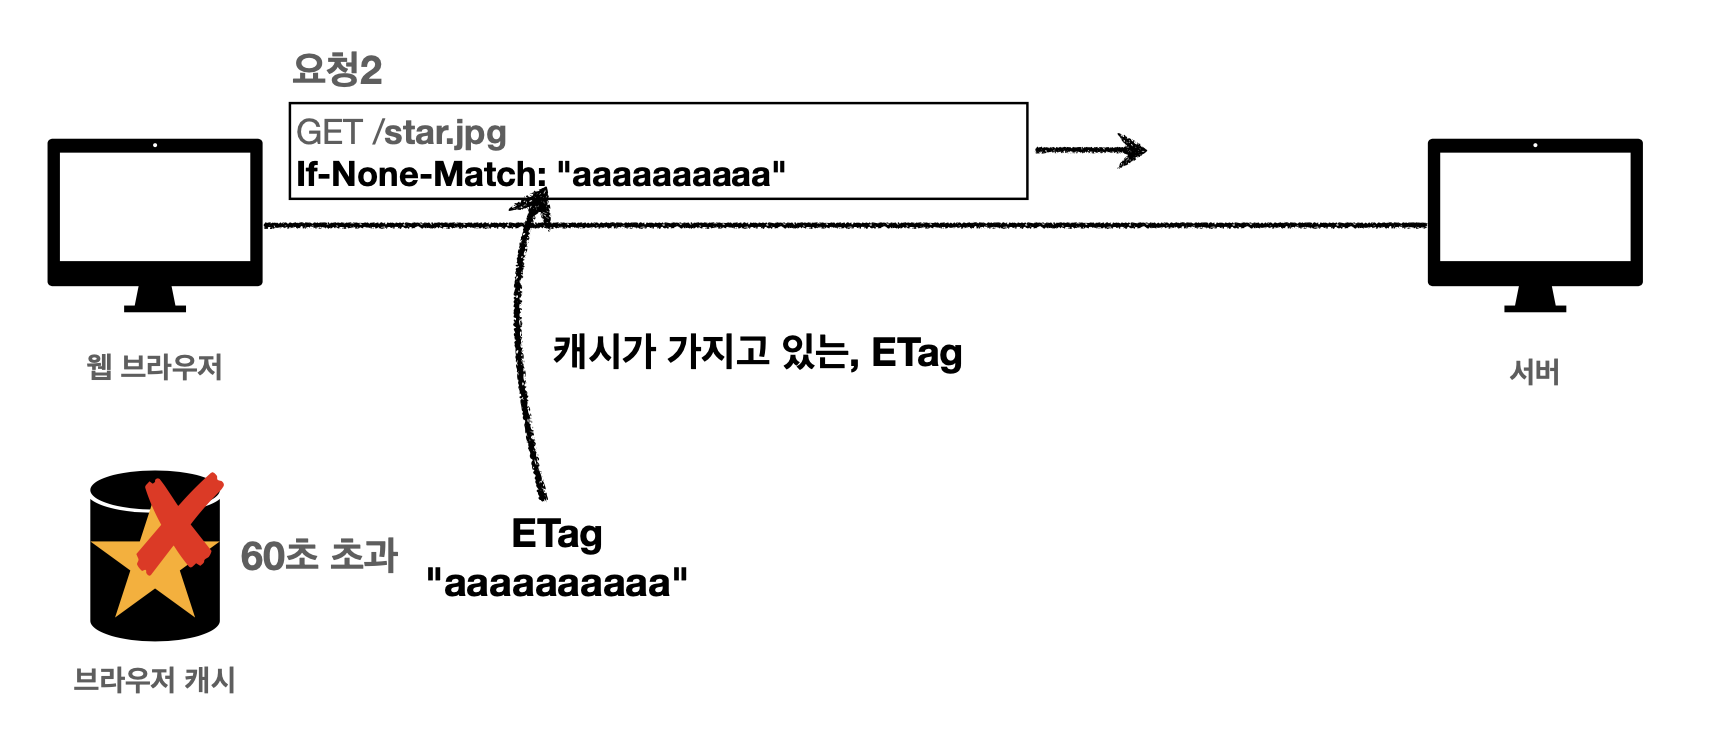 요청2
GET /star.jpg
If-None-Match: "aaaaaaaaaa"
웹 브라우저
서버
캐시가 가지고 있는, ETag
60초 초과
ETag
"aaaaaaaaaa"
브라우저 캐시